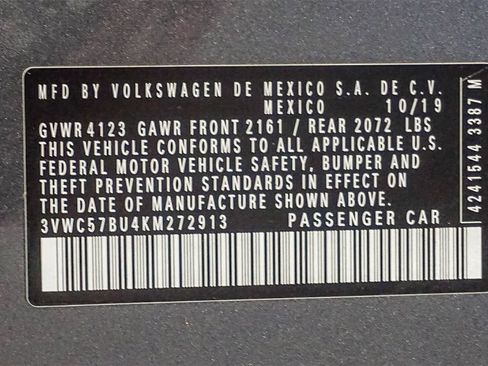 MFD BY VOLKSWAGEN DE MEXICO S.A. DE C.V.
MEXICO 10/19
GVWR 4123 GAWR FRONT 2161 / REAR 2072 LBS
THIS VEHICLE CONFORMS TO ALL APPLICABLE U.S.
FEDERAL MOTOR VEHICLE SAFETY, BUMPER AND
THEFT PREVENTION STANDARDS IN EFFECT ON
THE DATE OF MANUFACTURE SHOWN ABOVE.
3VWC57BU4KM272913 PASSENGER CAR
4241544 3387 M